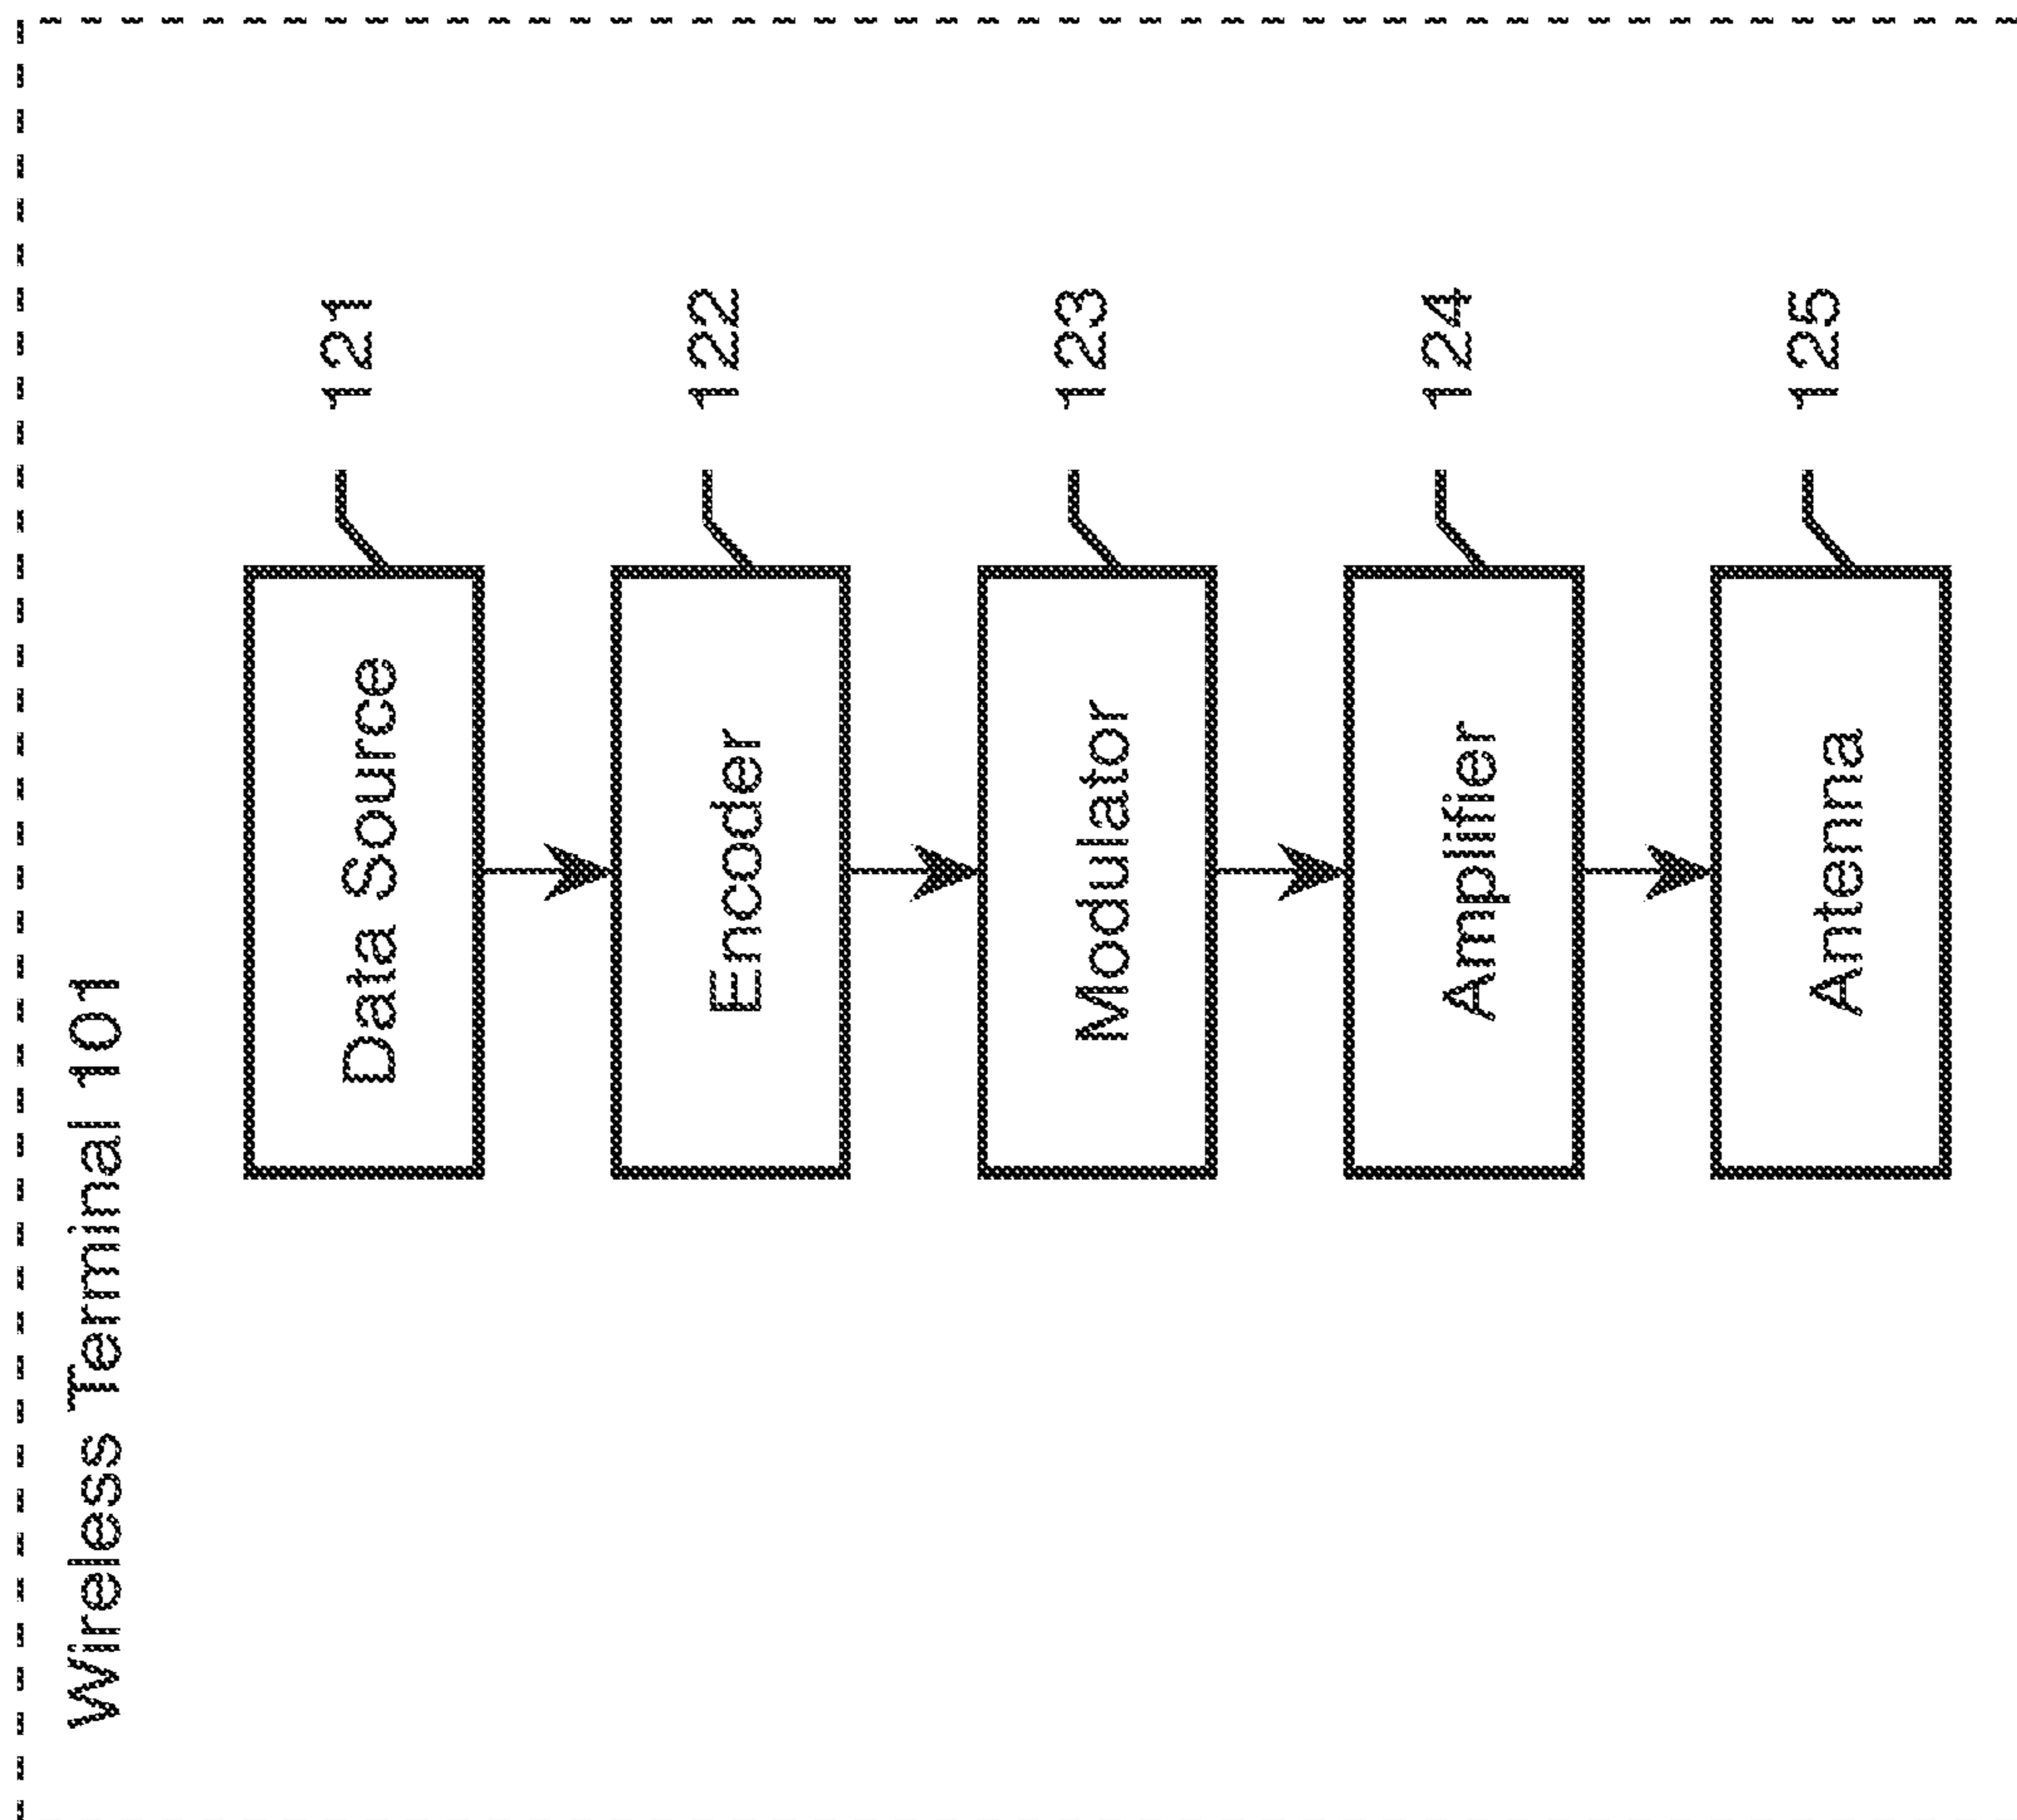 Wireless Terminal 101
Data Source
121
Encoder
122
Modulator
123
Amplifier
124
Antenna
125